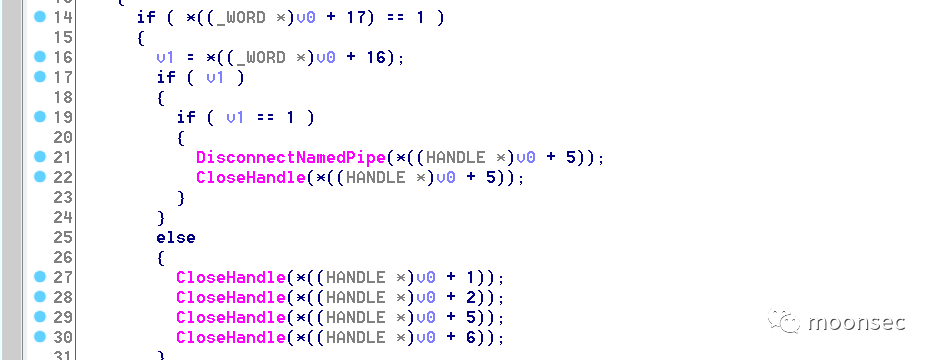 {
14 if ( *((_WORD *)v0 + 17) == 1 )
15 {
16 v1 = *((_WORD *)v0 + 16);
17 if ( v1 )
18 {
19 if ( v1 == 1 )
20 {
21 DisconnectNamedPipe(*((HANDLE *)v0 + 5));
22 CloseHandle(*((HANDLE *)v0 + 5));
23 }
24 }
25 else
26 {
27 CloseHandle(*((HANDLE *)v0 + 1));
28 CloseHandle(*((HANDLE *)v0 + 2));
29 CloseHandle(*((HANDLE *)v0 + 5));
30 CloseHandle(*((HANDLE *)v0 + 6));
31 }
moonsec